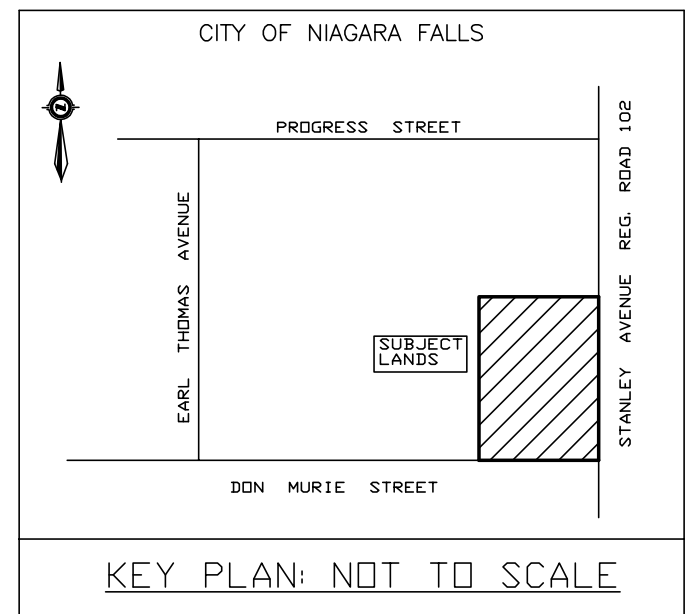 CITY OF NIAGARA FALLS
N
PROGRESS STREET
STANLEY AVENUE REG. ROAD 102
EARL THOMAS AVENUE
SUBJECT
LANDS
DON MURIE STREET
KEY PLAN: NOT TO SCALE